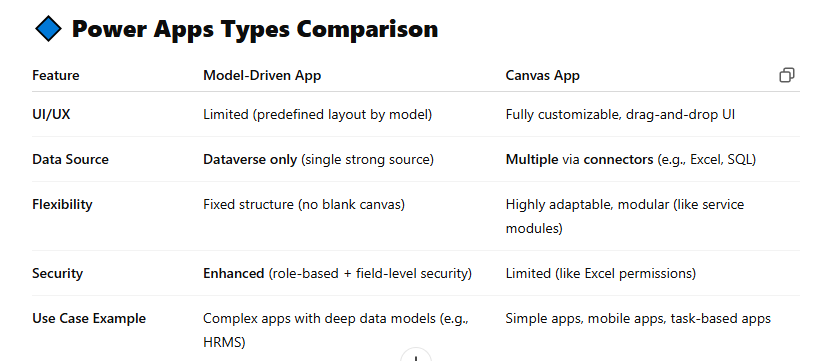 Power Apps Types Comparison
Feature Model-Driven App Canvas App
UI/UX Limited (predefined layout by model) Fully customizable, drag-and-drop UI
Data Source Dataverse only (single strong source) Multiple via connectors (e.g., Excel, SQL)
Flexibility Fixed structure (no blank canvas) Highly adaptable, modular (like service
modules)
Security Enhanced (role-based + field-level security) Limited (like Excel permissions)
Use Case Example Complex apps with deep data models (e.g., Simple apps, mobile apps, task-based apps
HRMS)